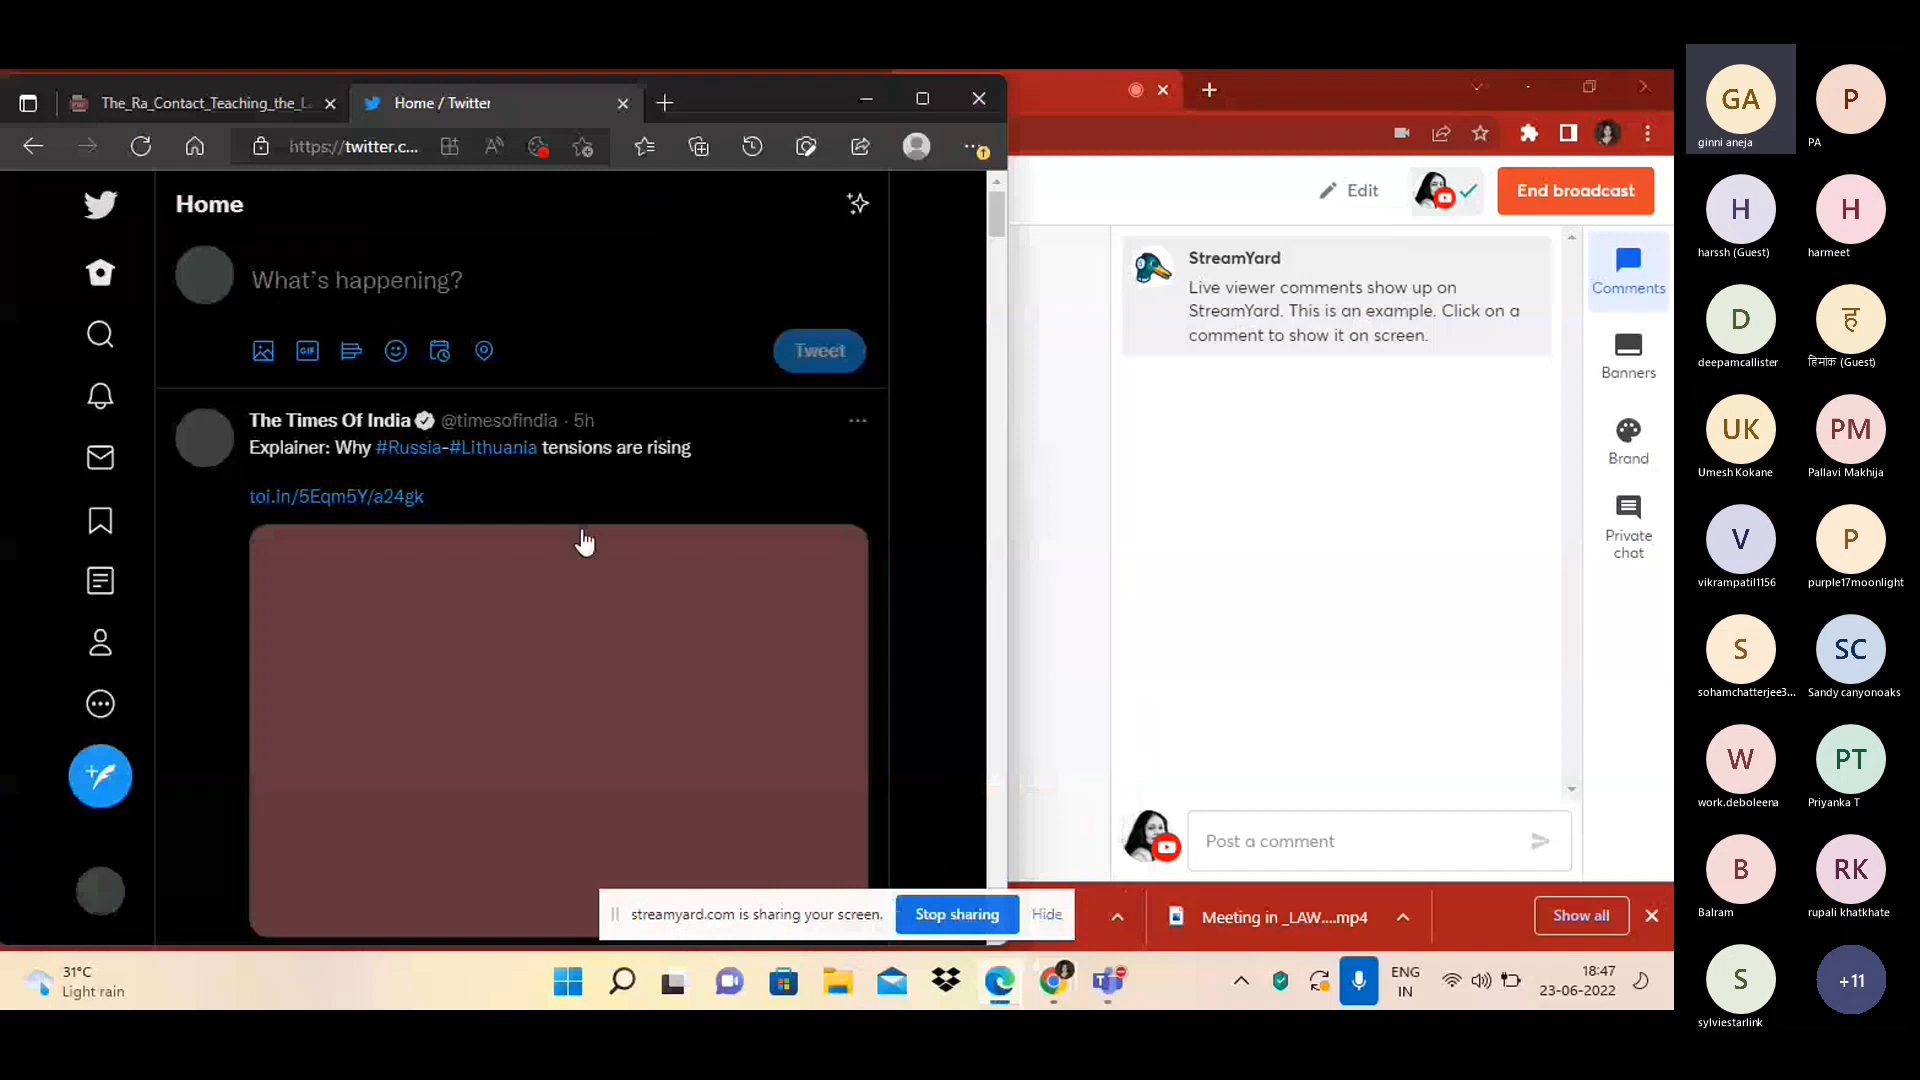 The_Ra_Contact_Teaching_the_L
Home / Twitter
https://twitter.c...
Home
What's happening?
GIF
Tweet
The Times Of India @timesofindia · 5h
Explainer: Why #Russia-#Lithuania tensions are rising
toi.in/5Eqm5Y/a24gk
Edit
End broadcast
StreamYard
Live viewer comments show up on
StreamYard. This is an example. Click on a
comment to show it on screen.
Comments
Banners
Brand
Private
chat
Post a comment
streamyard.com is sharing your screen.
Stop sharing
Hide
Meeting in _LAW....mp4
Show all
31°C
Light rain
ENG
IN
18:47
23-06-2022
GA
ginni aneja
P
PA
H
harssh (Guest)
H
harmeet
D
deepamcallister
ह
हिमांक (Guest)
UK
Umesh Kokane
PM
Pallavi Makhija
V
vikrampatil1156
P
purple17moonlight
S
sohamchatterjee3...
SC
Sandy canyonoaks
W
work.deboleena
PT
Priyanka T
B
Balram
RK
rupali khatkhate
S
sylviestarlink
+11